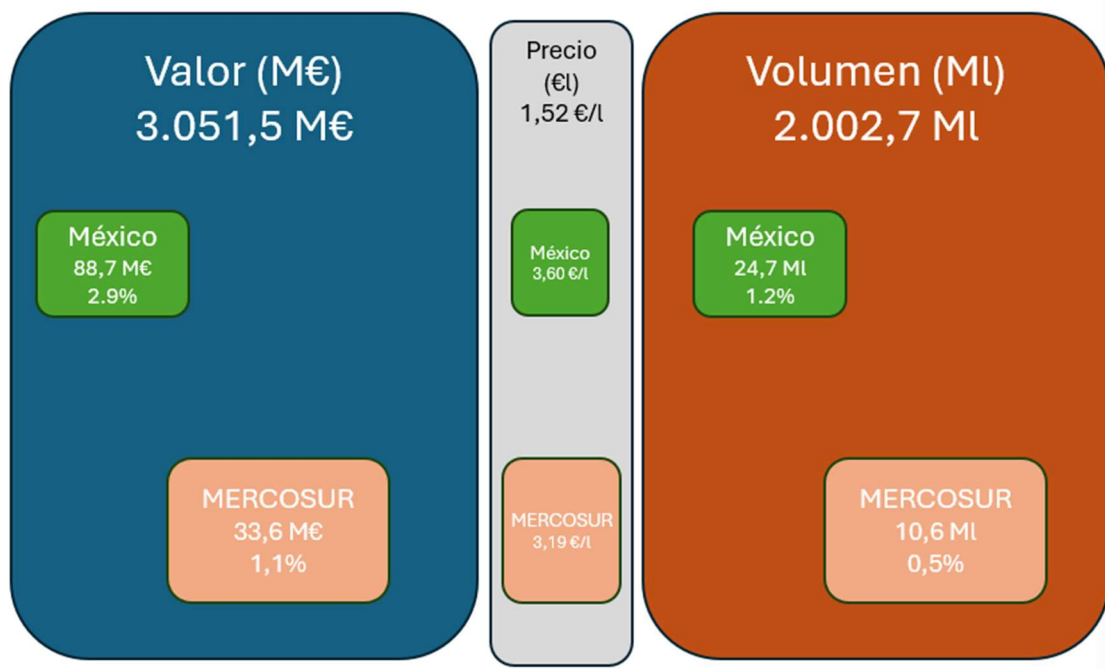 Valor (M€)
3.051,5 M€
México
88,7 M€
2.9%
MERCOSUR
33,6 M€
1,1%
Precio
(€l)
1,52 €/l
México
3,60 €/l
MERCOSUR
3,19 €/l
Volumen (Ml)
2.002,7 Ml
México
24,7 Ml
1.2%
MERCOSUR
10,6 Ml
0,5%